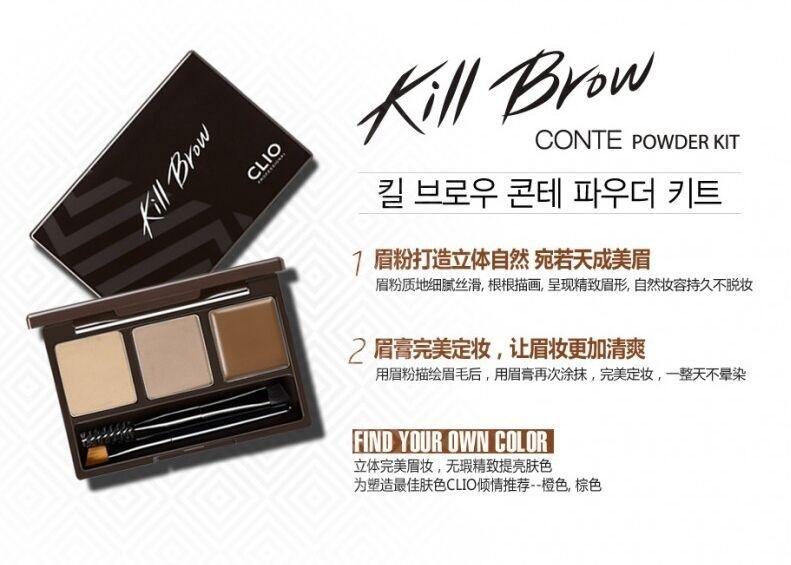 Kill Brow
CLIO
PROFESSIONAL
Kill Brow
CONTE POWDER KIT
킬 브로우 콘테 파우더 키트
1 眉粉打造立体自然 宛若天成美眉
眉粉质地细腻丝滑, 根根描画, 呈现精致眉形, 自然妆容持久不脱妆
2 眉膏完美定妆，让眉妆更加清爽
用眉粉描绘眉毛后，用眉膏再次涂抹，完美定妆，一整天不晕染
FIND YOUR OWN COLOR
立体完美眉妆，无瑕精致提亮肤色
为塑造最佳肤色CLIO倾情推荐--橙色, 棕色